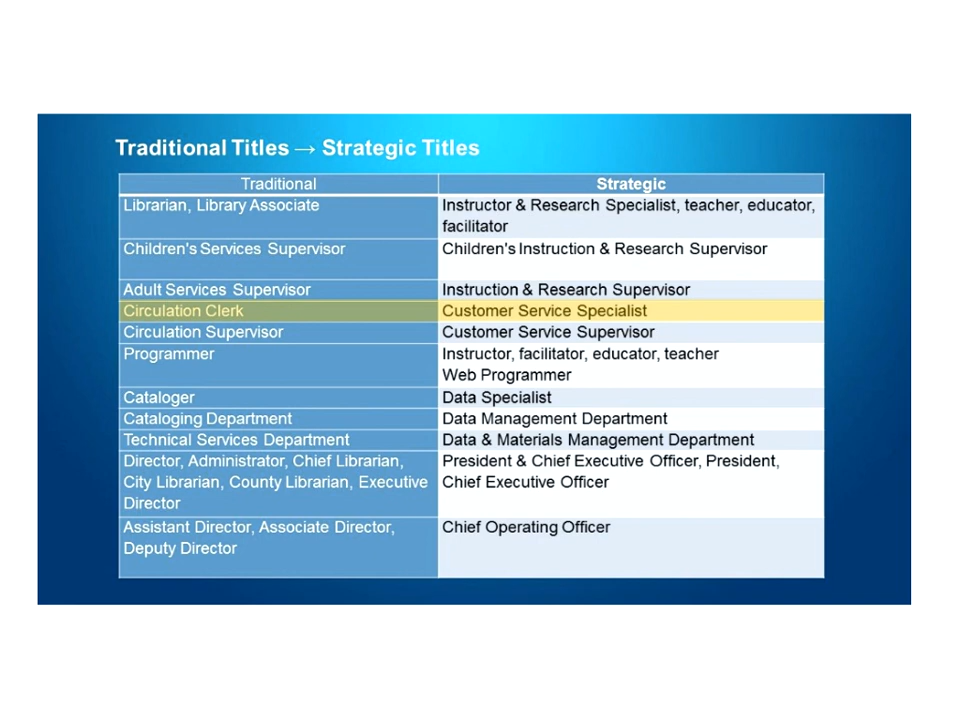 Traditional Titles → Strategic Titles
Traditional
Strategic
Librarian, Library Associate
Instructor & Research Specialist, teacher, educator,
facilitator
Children's Services Supervisor
Children's Instruction & Research Supervisor
Adult Services Supervisor
Instruction & Research Supervisor
Circulation Clerk
Customer Service Specialist
Circulation Supervisor
Customer Service Supervisor
Programmer
Instructor, facilitator, educator, teacher
Web Programmer
Cataloger
Data Specialist
Cataloging Department
Data Management Department
Technical Services Department
Data & Materials Management Department
Director, Administrator, Chief Librarian,
City Librarian, County Librarian, Executive
Director
President & Chief Executive Officer, President,
Chief Executive Officer
Assistant Director, Associate Director,
Deputy Director
Chief Operating Officer